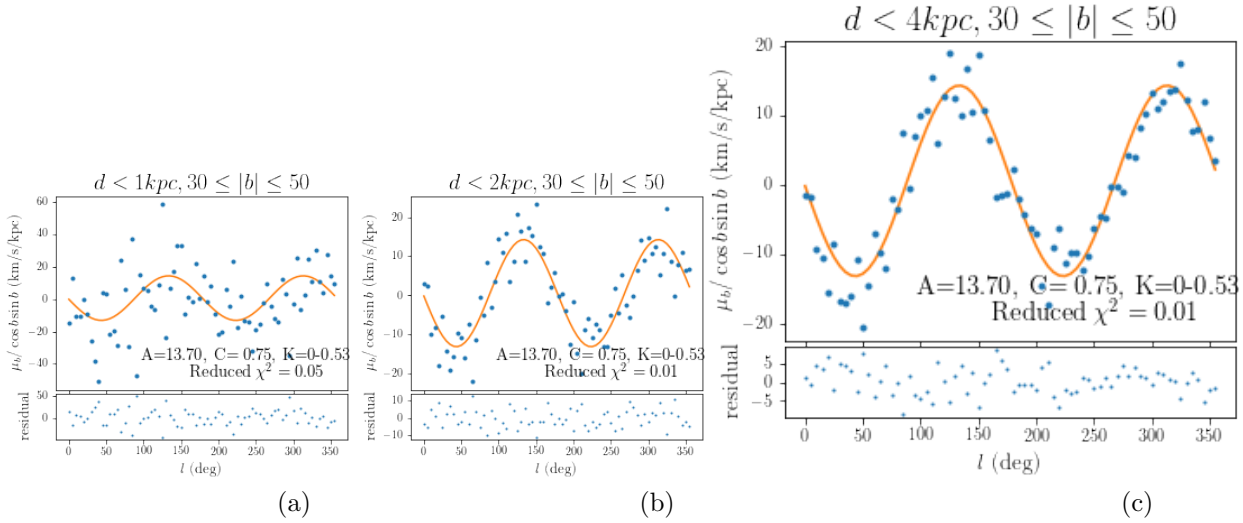 d < 1kpc, 30 ≤ |b| ≤ 50
60
40
20
0
−20
−40
μ_b/ cos b sin b (km/s/kpc)
A=13.70, C= 0.75, K=0-0.53
Reduced χ² = 0.05
50
0
residual
0 50 100 150 200 250 300 350
l (deg)
(a)
d < 2kpc, 30 ≤ |b| ≤ 50
20
10
0
−10
−20
μ_b/ cos b sin b (km/s/kpc)
A=13.70, C= 0.75, K=0-0.53
Reduced χ² = 0.01
10
0
−10
residual
0 50 100 150 200 250 300 350
l (deg)
(b)
d < 4kpc, 30 ≤ |b| ≤ 50
20
10
0
−10
−20
μ_b/ cos b sin b (km/s/kpc)
A=13.70, C= 0.75, K=0-0.53
Reduced χ² = 0.01
5
0
−5
residual
0 50 100 150 200 250 300 350
l (deg)
(c)